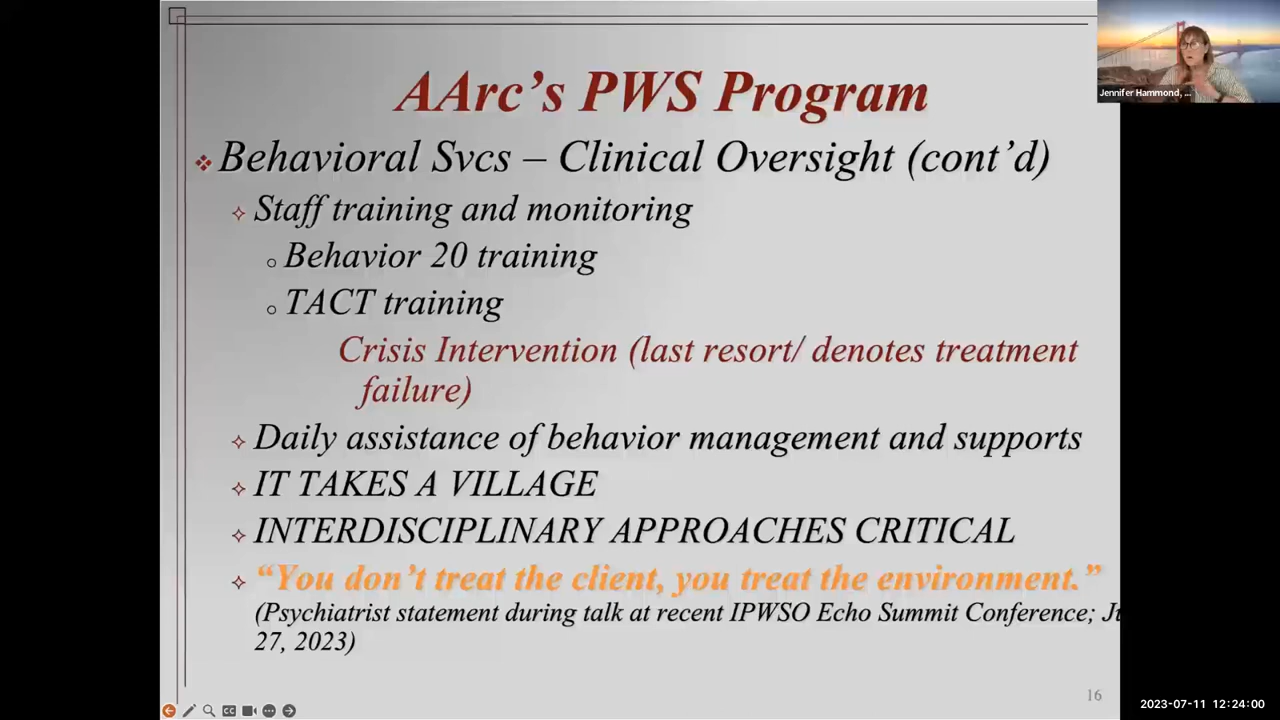 AArc's PWS Program
Behavioral Svcs – Clinical Oversight (cont'd)
Staff training and monitoring
Behavior 20 training
TACT training
Crisis Intervention (last resort/ denotes treatment
failure)
Daily assistance of behavior management and supports
IT TAKES A VILLAGE
INTERDISCIPLINARY APPROACHES CRITICAL
“You don't treat the client, you treat the environment.”
(Psychiatrist statement during talk at recent IPWSO Echo Summit Conference;
27, 2023)
16
Jennifer Hammond, ...
CC
2023-07-11 12:24:00